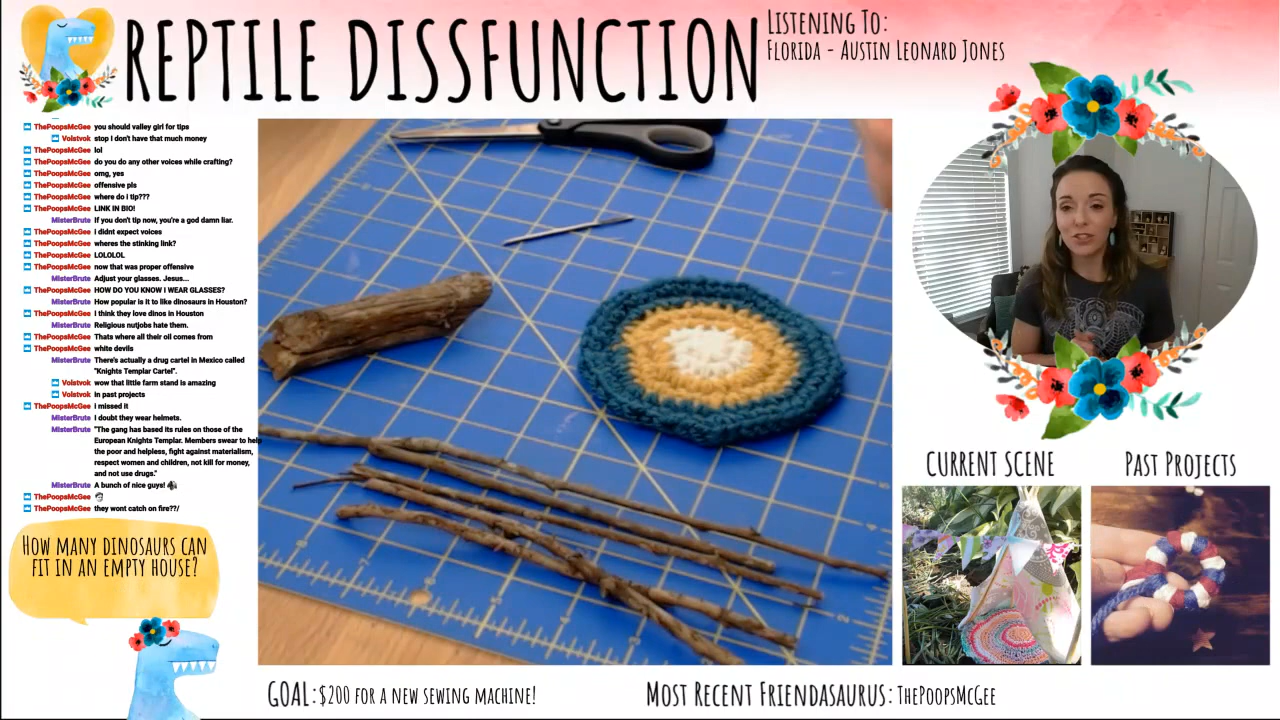 REPTILE DISSFUNCTION
LISTENING TO:
FLORIDA - AUSTIN LEONARD JONES
ThePoopsMcGee you should valley girl for tips
Volstvok stop I don't have that much money
ThePoopsMcGee lol
ThePoopsMcGee do you do any other voices while crafting?
ThePoopsMcGee omg, yes
ThePoopsMcGee offensive pls
ThePoopsMcGee where do i tip???
ThePoopsMcGee LINK IN BIO!
MisterBrute If you don't tip now, you're a god damn liar.
ThePoopsMcGee i didnt expect voices
ThePoopsMcGee wheres the stinking link?
ThePoopsMcGee LOLOLOL
ThePoopsMcGee now that was proper offensive
MisterBrute Adjust your glasses. Jesus...
ThePoopsMcGee HOW DO YOU KNOW I WEAR GLASSES?
MisterBrute How popular is it to like dinosaurs in Houston?
ThePoopsMcGee I think they love dinos in Houston
MisterBrute Religious nutjobs hate them.
ThePoopsMcGee Thats where all their oil comes from
ThePoopsMcGee white devils
MisterBrute There's actually a drug cartel in Mexico called
"Knights Templar Cartel".
Volstvok wow that little farm stand is amazing
Volstvok in past projects
ThePoopsMcGee I missed it
MisterBrute I doubt they wear helmets.
MisterBrute "The gang has based its rules on those of the
European Knights Templar. Members swear to help
the poor and helpless, fight against materialism,
respect women and children, not kill for money,
and not use drugs."
MisterBrute A bunch of nice guys!
ThePoopsMcGee
ThePoopsMcGee they wont catch on fire??/
HOW MANY DINOSAURS CAN
FIT IN AN EMPTY HOUSE?
CURRENT SCENE
PAST PROJECTS
GOAL: $200 FOR A NEW SEWING MACHINE!
MOST RECENT FRIENDASAURUS: THEPOOPSMCGEE